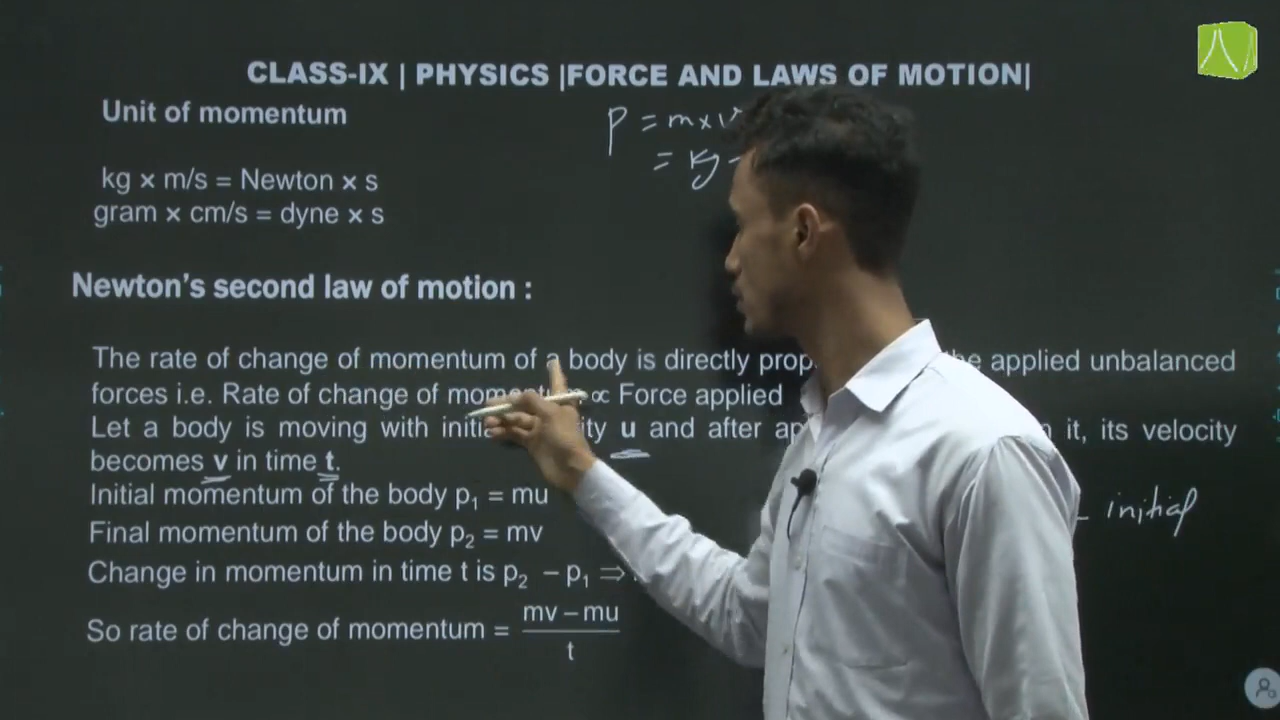 CLASS-IX | PHYSICS |FORCE AND LAWS OF MOTION|
Unit of momentum
P = m x v
= kg
kg × m/s = Newton × s
gram × cm/s = dyne × s
Newton's second law of motion :
The rate of change of momentum of a body is directly prop the applied unbalanced
forces i.e. Rate of change of momentum ∝ Force applied
Let a body is moving with initial u and after ap it, its velocity
becomes v in time t.
Initial momentum of the body p₁ = mu
- initial
Final momentum of the body p₂ = mv
Change in momentum in time t is p₂ – p₁ ⇒
So rate of change of momentum = (mv – mu)/t